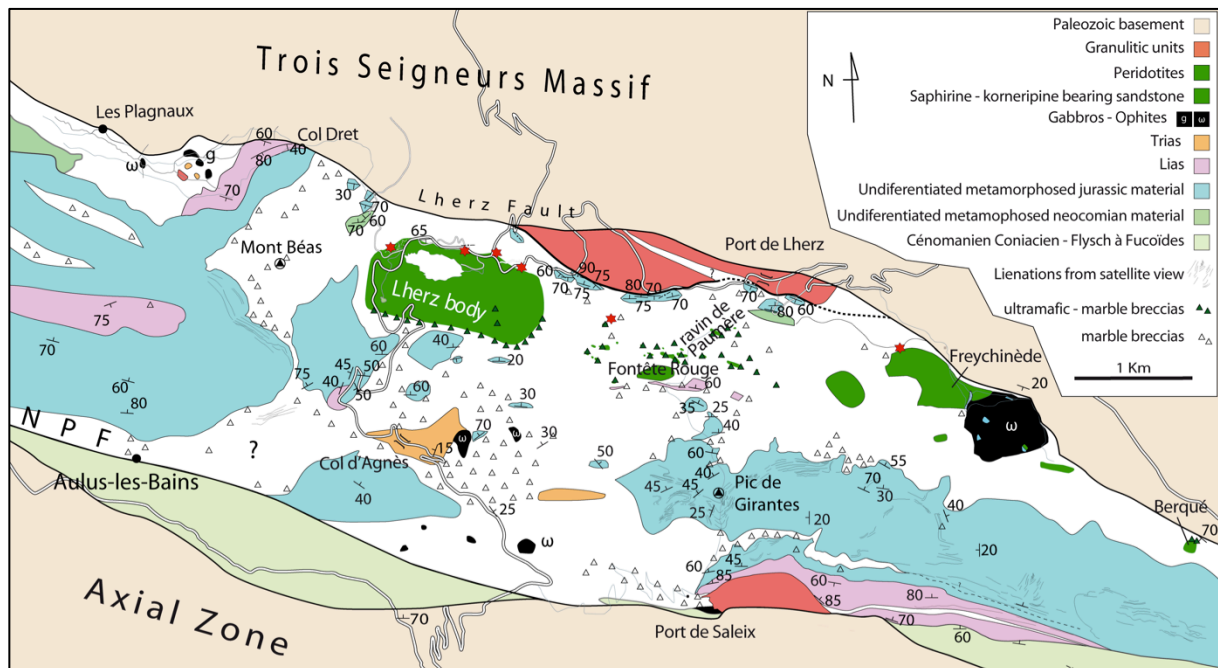 Trois Seigneurs Massif
Les Plagnaux
Col Dret
ω
g
60
80
40
70
30
70
60
70
Lherz Fault
65
Mont Béas
Lherz body
60
70
90
75
75
80
70
75
70
Port de Lherz
?
70
80
60
ravin de
Paumère
Fontête Rouge
60
Freychinède
20
ω
75
70
60
80
75
45
40
50
50
60
40
60
20
30
35
25
40
60
NPF
?
Aulus-les-Bains
Col d'Agnès
15
ω
70
ω
30
50
40
25
ω
45
45
40
25
Pic de
Girantes
20
55
70
30
40
20
Berqué
70
60
45
85
60
85
80
70
60
?
Port de Saleix
Axial Zone
70
Paleozoic basement
Granulitic units
Peridotites
Saphirine - korneripine bearing sandstone
Gabbros - Ophites g ω
Trias
Lias
Undiferentiated metamorphosed jurassic material
Undiferentiated metamophosed neocomian material
Cénomanien Coniacien - Flysch à Fucoïdes
Lienations from satellite view
ultramafic - marble breccias
marble breccias
N
1 Km